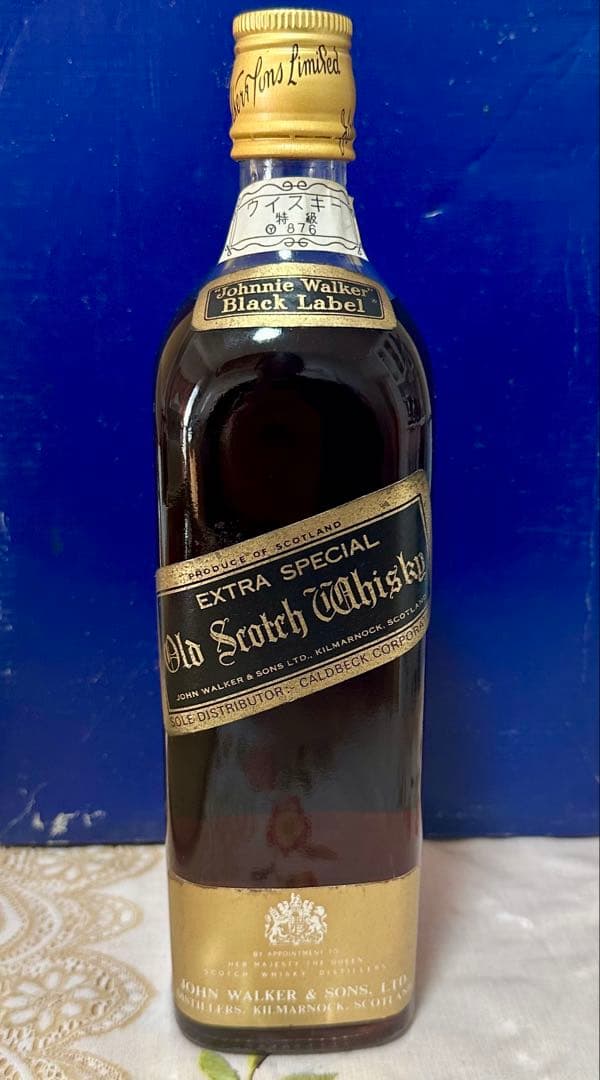 Sons Limited
ウイスキー
特級
Ⓨ 876
"Johnnie Walker"
Black Label
PRODUCE OF SCOTLAND
EXTRA SPECIAL
Old Scotch Whisky
JOHN WALKER & SONS LTD., KILMARNOCK, SCOTLAND
SOLE DISTRIBUTOR:- CALDBECK CORPORAT
BY APPOINTMENT TO
HER MAJESTY THE QUEEN
SCOTCH WHISKY DISTILLERS
JOHN WALKER & SONS, LTD.
DISTILLERS, KILMARNOCK, SCOTLAND